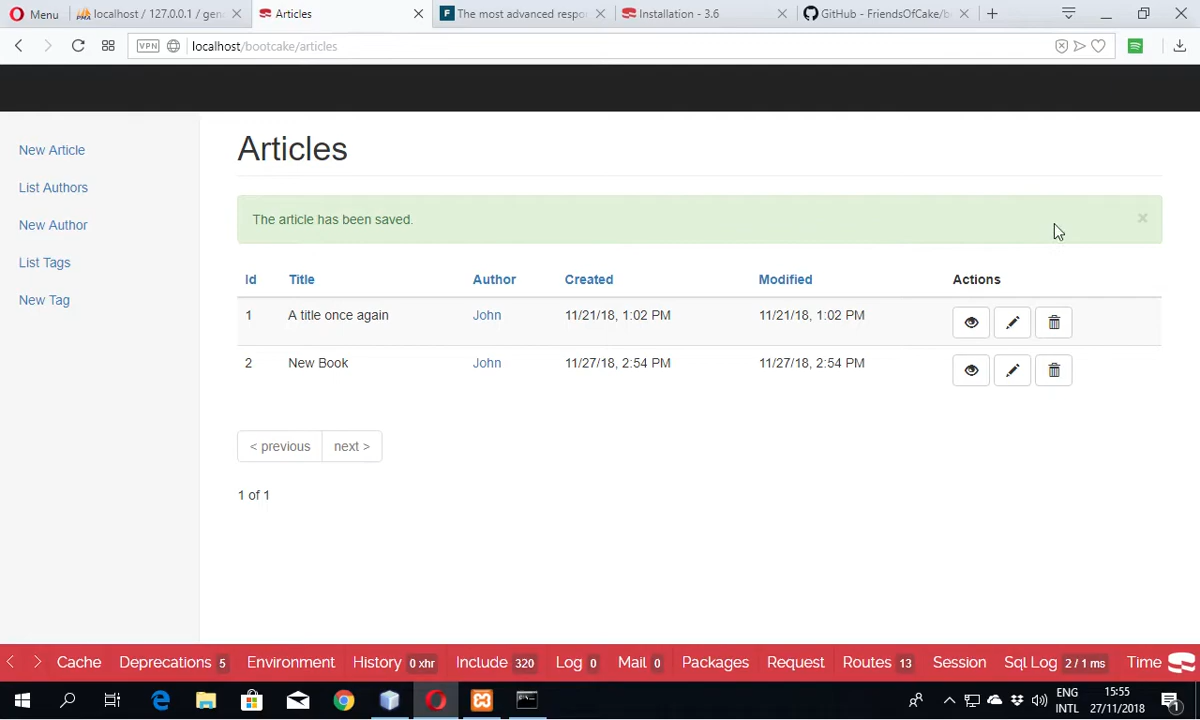 Menu
localhost / 127.0.0.1 / gen
Articles
The most advanced respo
Installation - 3.6
GitHub - FriendsOfCake/b
VPN
localhost/bootcake/articles
New Article
List Authors
New Author
List Tags
New Tag
Articles
The article has been saved.
×
Id Title Author Created Modified Actions
1 A title once again John 11/21/18, 1:02 PM 11/21/18, 1:02 PM
2 New Book John 11/27/18, 2:54 PM 11/27/18, 2:54 PM
< previous next >
1 of 1
Cache Deprecations 5 Environment History 0 xhr Include 320 Log 0 Mail 0 Packages Request Routes 13 Session Sql Log 2 / 1 ms Time
ENG 15:55
INTL 27/11/2018
1